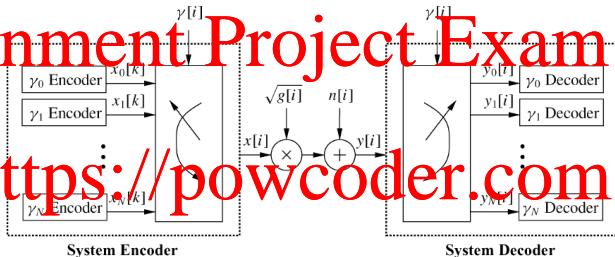 γ[i] γ[i]
nment Project Exam
γ0 Encoder x0[k] y0[i] γ0 Decoder
γ1 Encoder x1[k] √g[i] n[i] y1[i] γ1 Decoder
x[i] × + y[i]
ttps://powcoder.com
γN Encoder xN[k] yN[i] γN Decoder
System Encoder System Decoder